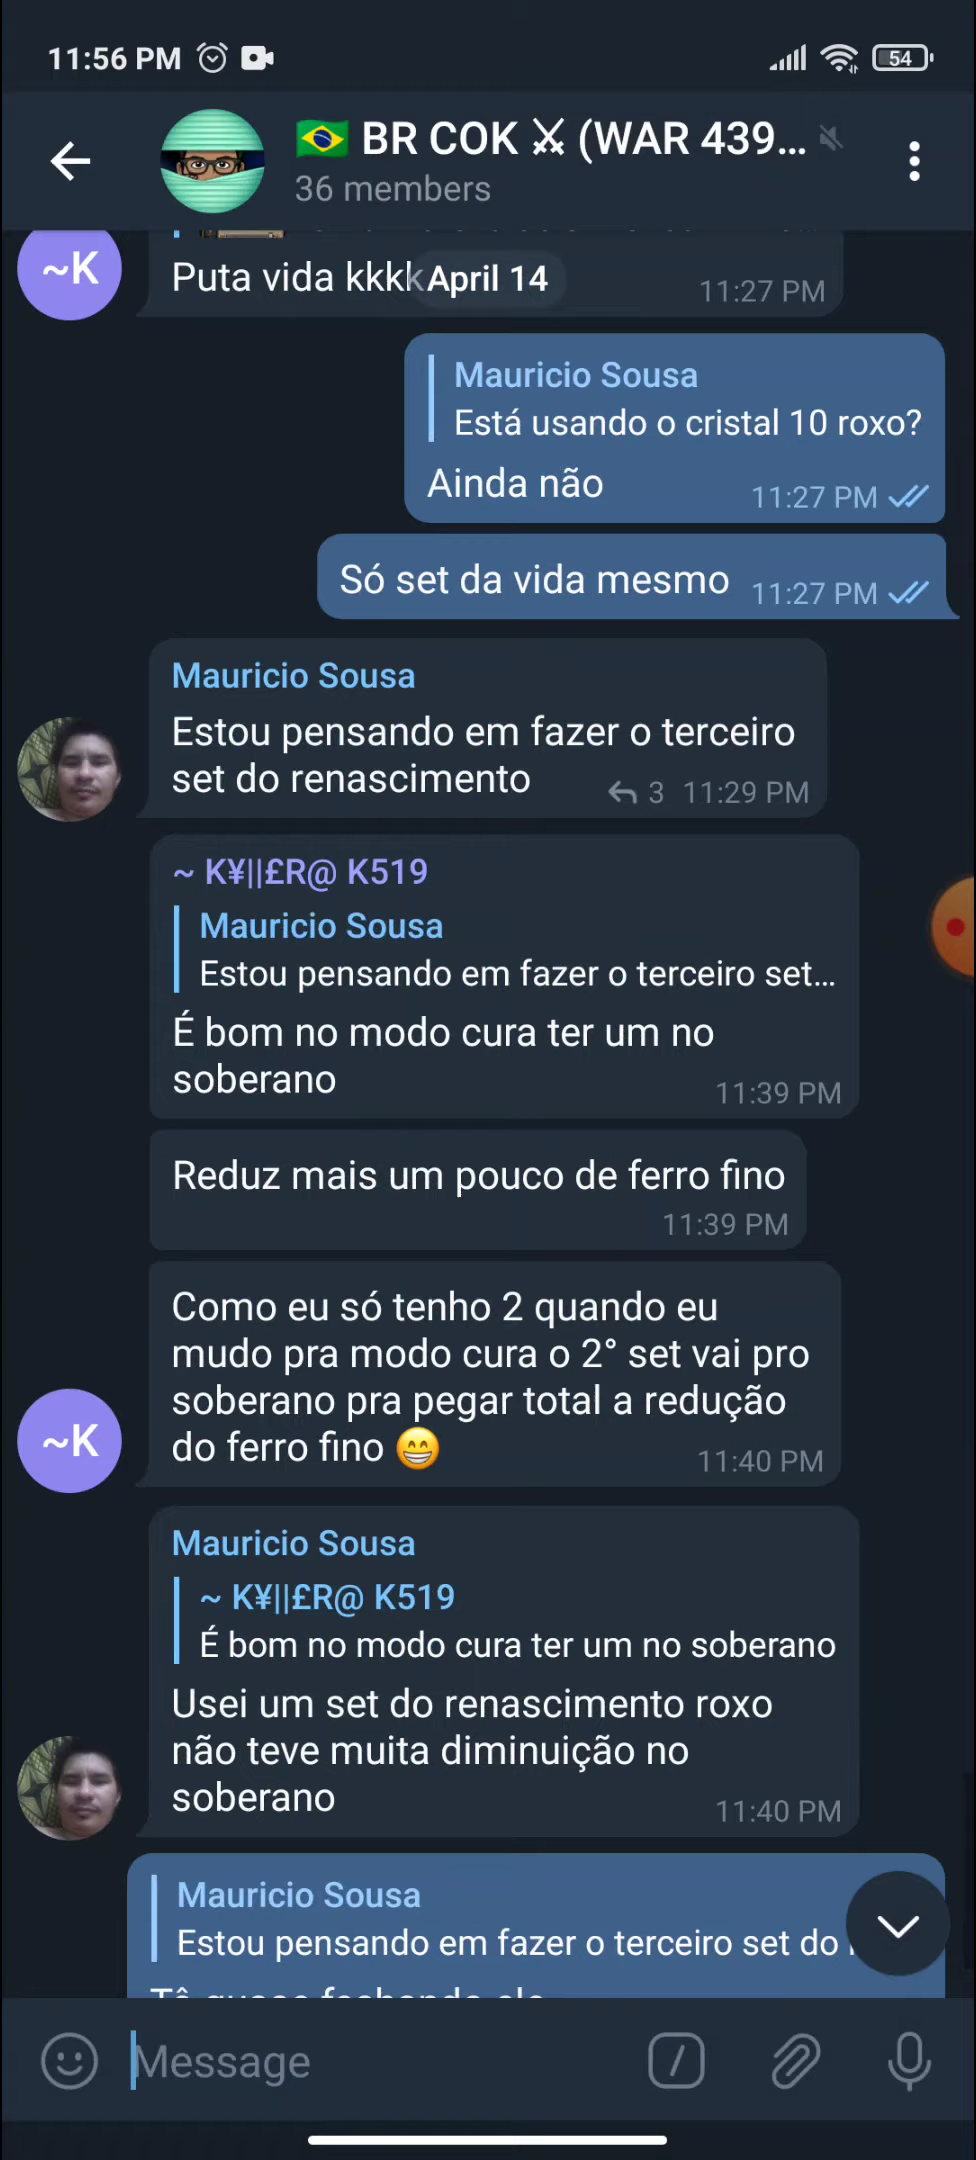 11:56 PM
54
🇧🇷 BR COK ⚔ (WAR 439...
36 members
~K
Puta vida kkkk
April 14
11:27 PM
Mauricio Sousa
Está usando o cristal 10 roxo?
Ainda não
11:27 PM
Só set da vida mesmo
11:27 PM
Mauricio Sousa
Estou pensando em fazer o terceiro
set do renascimento
3 11:29 PM
~ K¥||£R@ K519
Mauricio Sousa
Estou pensando em fazer o terceiro set...
É bom no modo cura ter um no
soberano
11:39 PM
Reduz mais um pouco de ferro fino
11:39 PM
Como eu só tenho 2 quando eu
mudo pra modo cura o 2° set vai pro
soberano pra pegar total a redução
do ferro fino 😁
11:40 PM
~K
Mauricio Sousa
~ K¥||£R@ K519
É bom no modo cura ter um no soberano
Usei um set do renascimento roxo
não teve muita diminuição no
soberano
11:40 PM
Mauricio Sousa
Estou pensando em fazer o terceiro set do
Tô quase fechando ele
Message